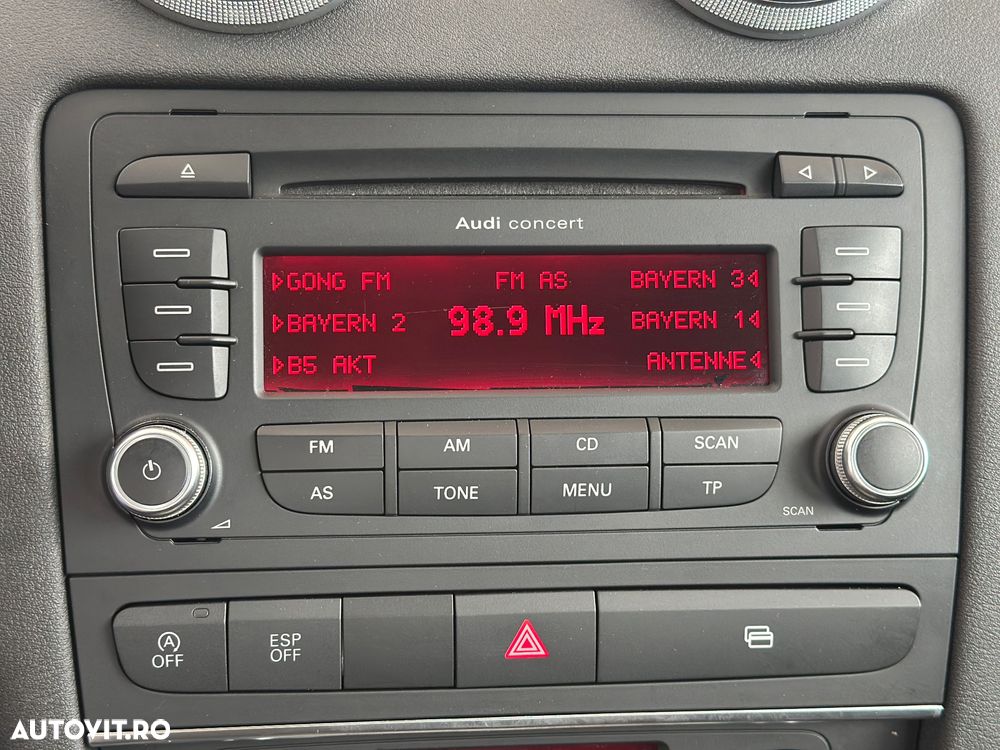 Audi concert
GONG FM FM AS BAYERN 3
BAYERN 2 98.9 MHz BAYERN 1
B5 AKT ANTENNE
FM AM CD SCAN
AS TONE MENU TP
SCAN
A
OFF
ESP
OFF
AUTOVIT.RO